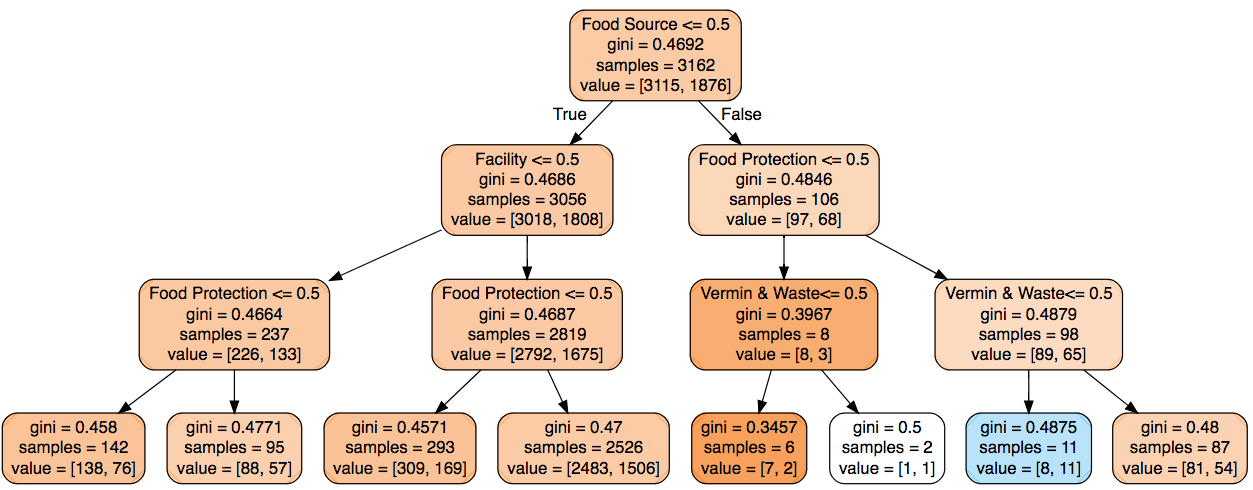 Food Source <= 0.5
gini = 0.4692
samples = 3162
value = [3115, 1876]
True
False
Facility <= 0.5
gini = 0.4686
samples = 3056
value = [3018, 1808]
Food Protection <= 0.5
gini = 0.4846
samples = 106
value = [97, 68]
Food Protection <= 0.5
gini = 0.4664
samples = 237
value = [226, 133]
Food Protection <= 0.5
gini = 0.4687
samples = 2819
value = [2792, 1675]
Vermin & Waste<= 0.5
gini = 0.3967
samples = 8
value = [8, 3]
Vermin & Waste<= 0.5
gini = 0.4879
samples = 98
value = [89, 65]
gini = 0.458
samples = 142
value = [138, 76]
gini = 0.4771
samples = 95
value = [88, 57]
gini = 0.4571
samples = 293
value = [309, 169]
gini = 0.47
samples = 2526
value = [2483, 1506]
gini = 0.3457
samples = 6
value = [7, 2]
gini = 0.5
samples = 2
value = [1, 1]
gini = 0.4875
samples = 11
value = [8, 11]
gini = 0.48
samples = 87
value = [81, 54]